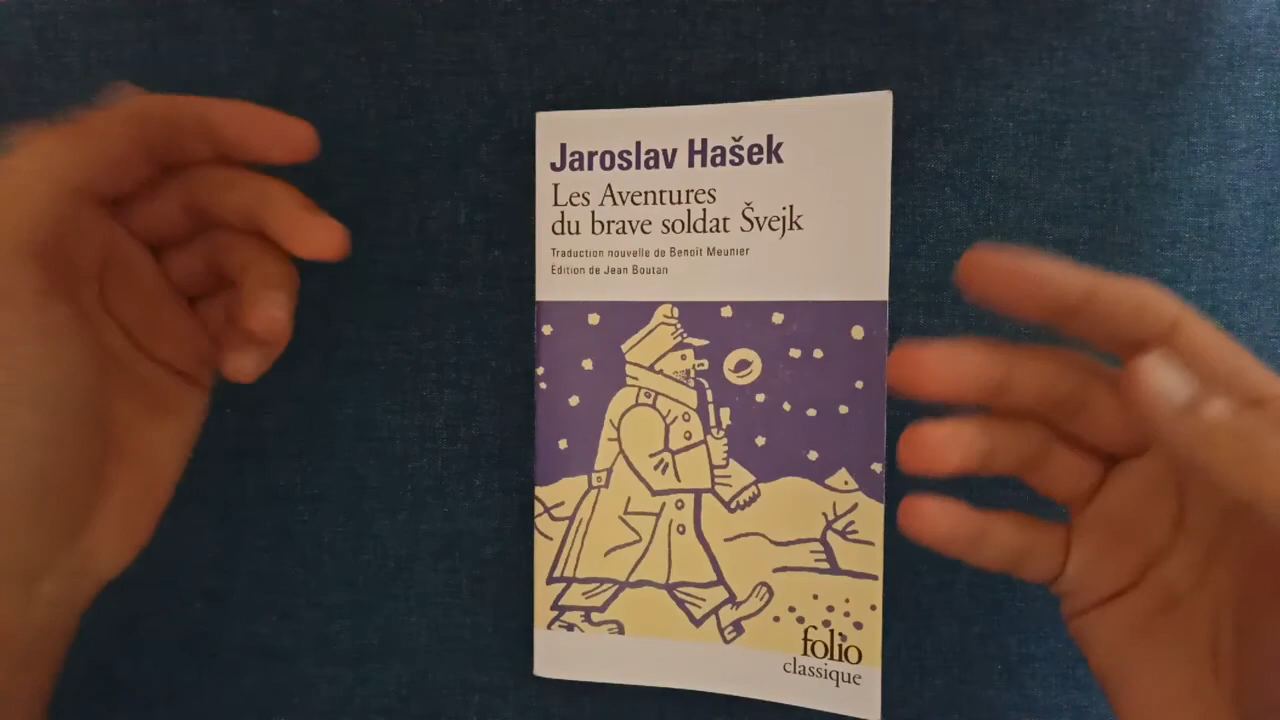 Jaroslav Hašek
Les Aventures
du brave soldat Švejk
Traduction nouvelle de Benoît Meunier
Édition de Jean Boutan
folio
classique